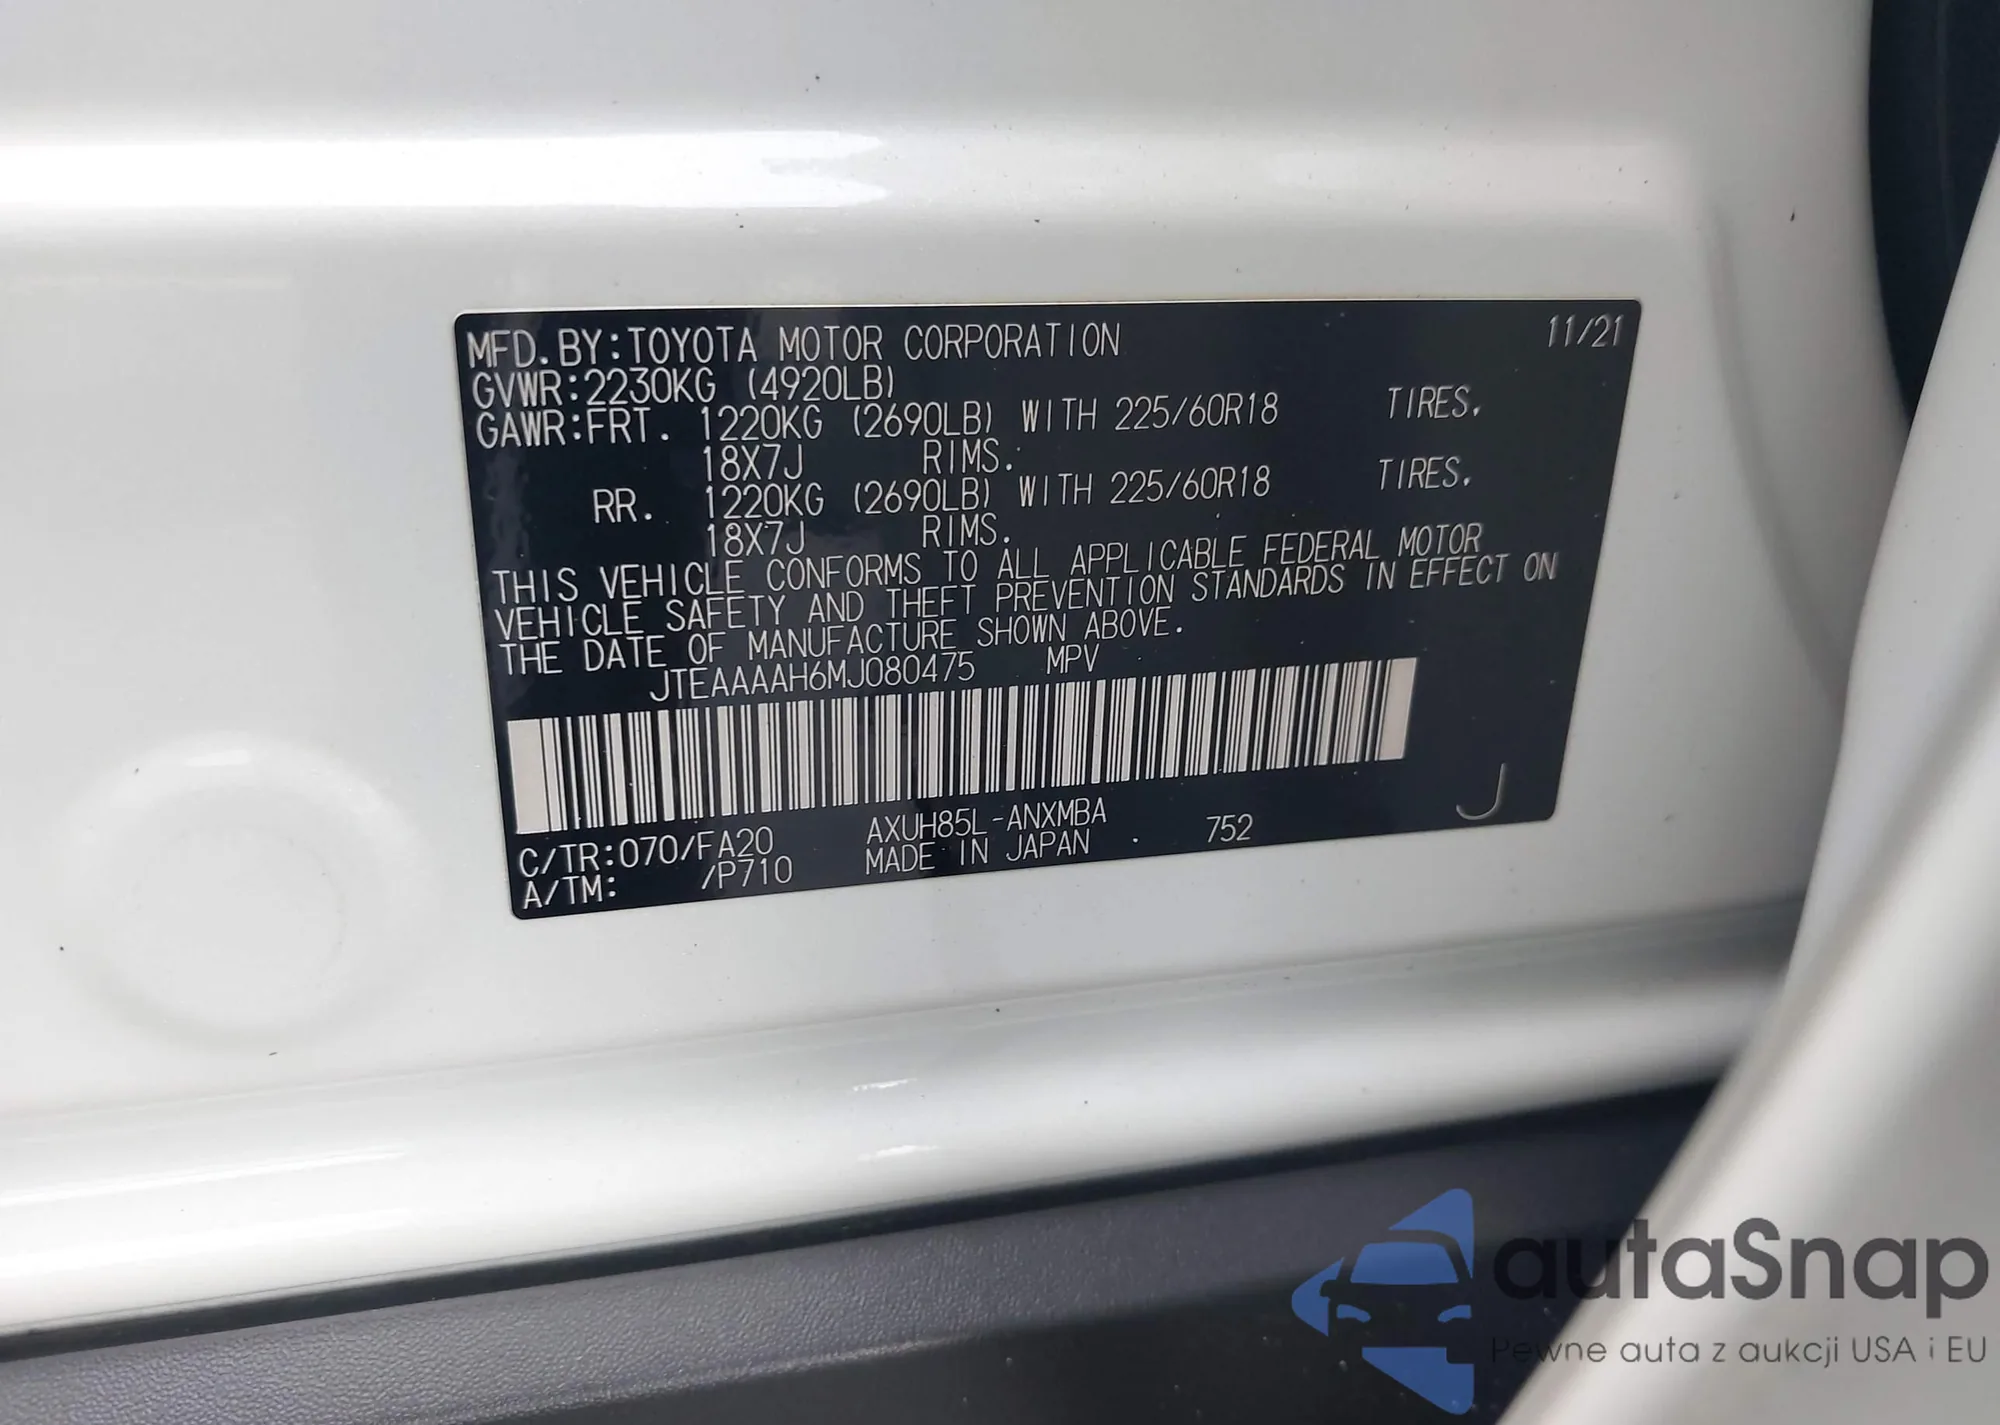 MFD.BY:TOYOTA MOTOR CORPORATION 11/21
GVWR:2230KG (4920LB)
GAWR:FRT. 1220KG (2690LB) WITH 225/60R18 TIRES.
18X7J RIMS.
RR. 1220KG (2690LB) WITH 225/60R18 TIRES.
18X7J RIMS.
THIS VEHICLE CONFORMS TO ALL APPLICABLE FEDERAL MOTOR
VEHICLE SAFETY AND THEFT PREVENTION STANDARDS IN EFFECT ON
THE DATE OF MANUFACTURE SHOWN ABOVE.
JTEAAAAH6MJ080475 MPV
C/TR:070/FA20 AXUH85L-ANXMBA 752 J
A/TM: /P710 MADE IN JAPAN
autaSnap
Pewne auta z aukcji USA i EU